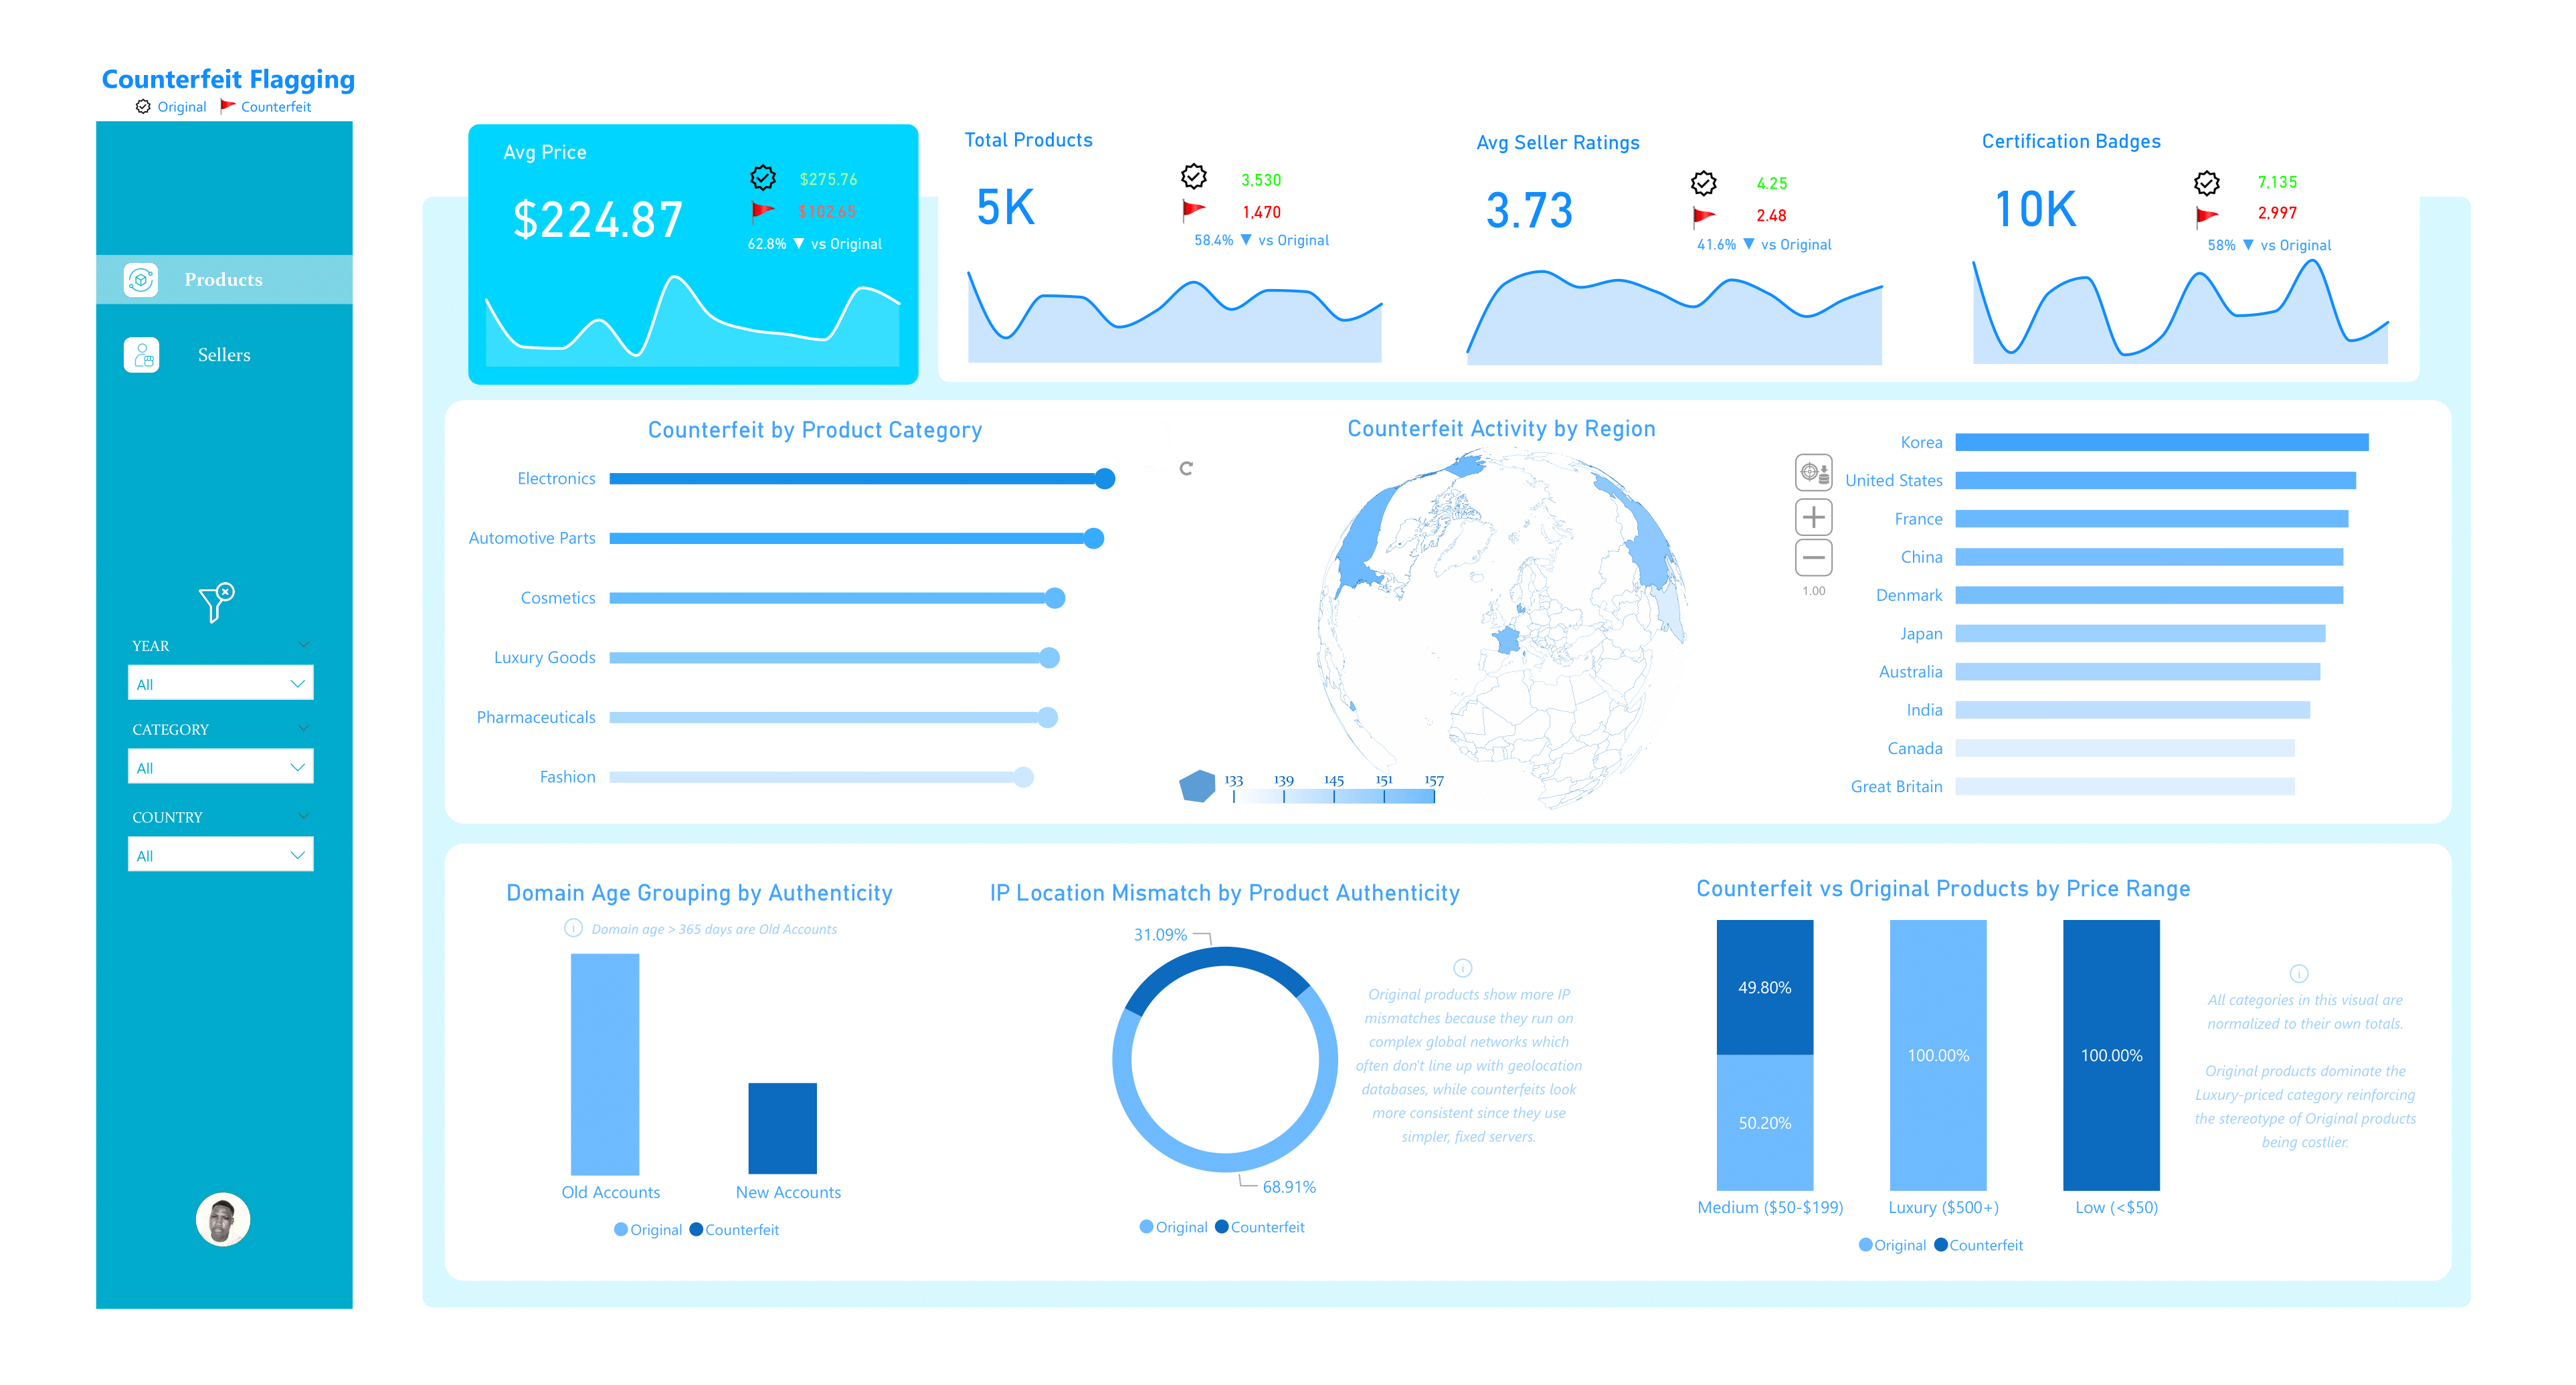 Counterfeit Flagging
Original Counterfeit
Products
Sellers
YEAR
All
CATEGORY
All
COUNTRY
All
Avg Price
$224.87
$275.76
$102.65
62.8% ▼ vs Original
Total Products
5K
3,530
1,470
58.4% ▼ vs Original
Avg Seller Ratings
3.73
4.25
2.48
41.6% ▼ vs Original
Certification Badges
10K
7,135
2,997
58% ▼ vs Original
Counterfeit by Product Category
Electronics
Automotive Parts
Cosmetics
Luxury Goods
Pharmaceuticals
Fashion
Counterfeit Activity by Region
1.00
133 139 145 151 157
Korea
United States
France
China
Denmark
Japan
Australia
India
Canada
Great Britain
Domain Age Grouping by Authenticity
Domain age > 365 days are Old Accounts
Old Accounts New Accounts
Original Counterfeit
IP Location Mismatch by Product Authenticity
31.09%
68.91%
Original Counterfeit
Original products show more IP
mismatches because they run on
complex global networks which
often don't line up with geolocation
databases, while counterfeits look
more consistent since they use
simpler, fixed servers.
Counterfeit vs Original Products by Price Range
49.80%
50.20%
100.00%
100.00%
Medium ($50-$199) Luxury ($500+) Low (<$50)
Original Counterfeit
All categories in this visual are
normalized to their own totals.
Original products dominate the
Luxury-priced category reinforcing
the stereotype of Original products
being costlier.